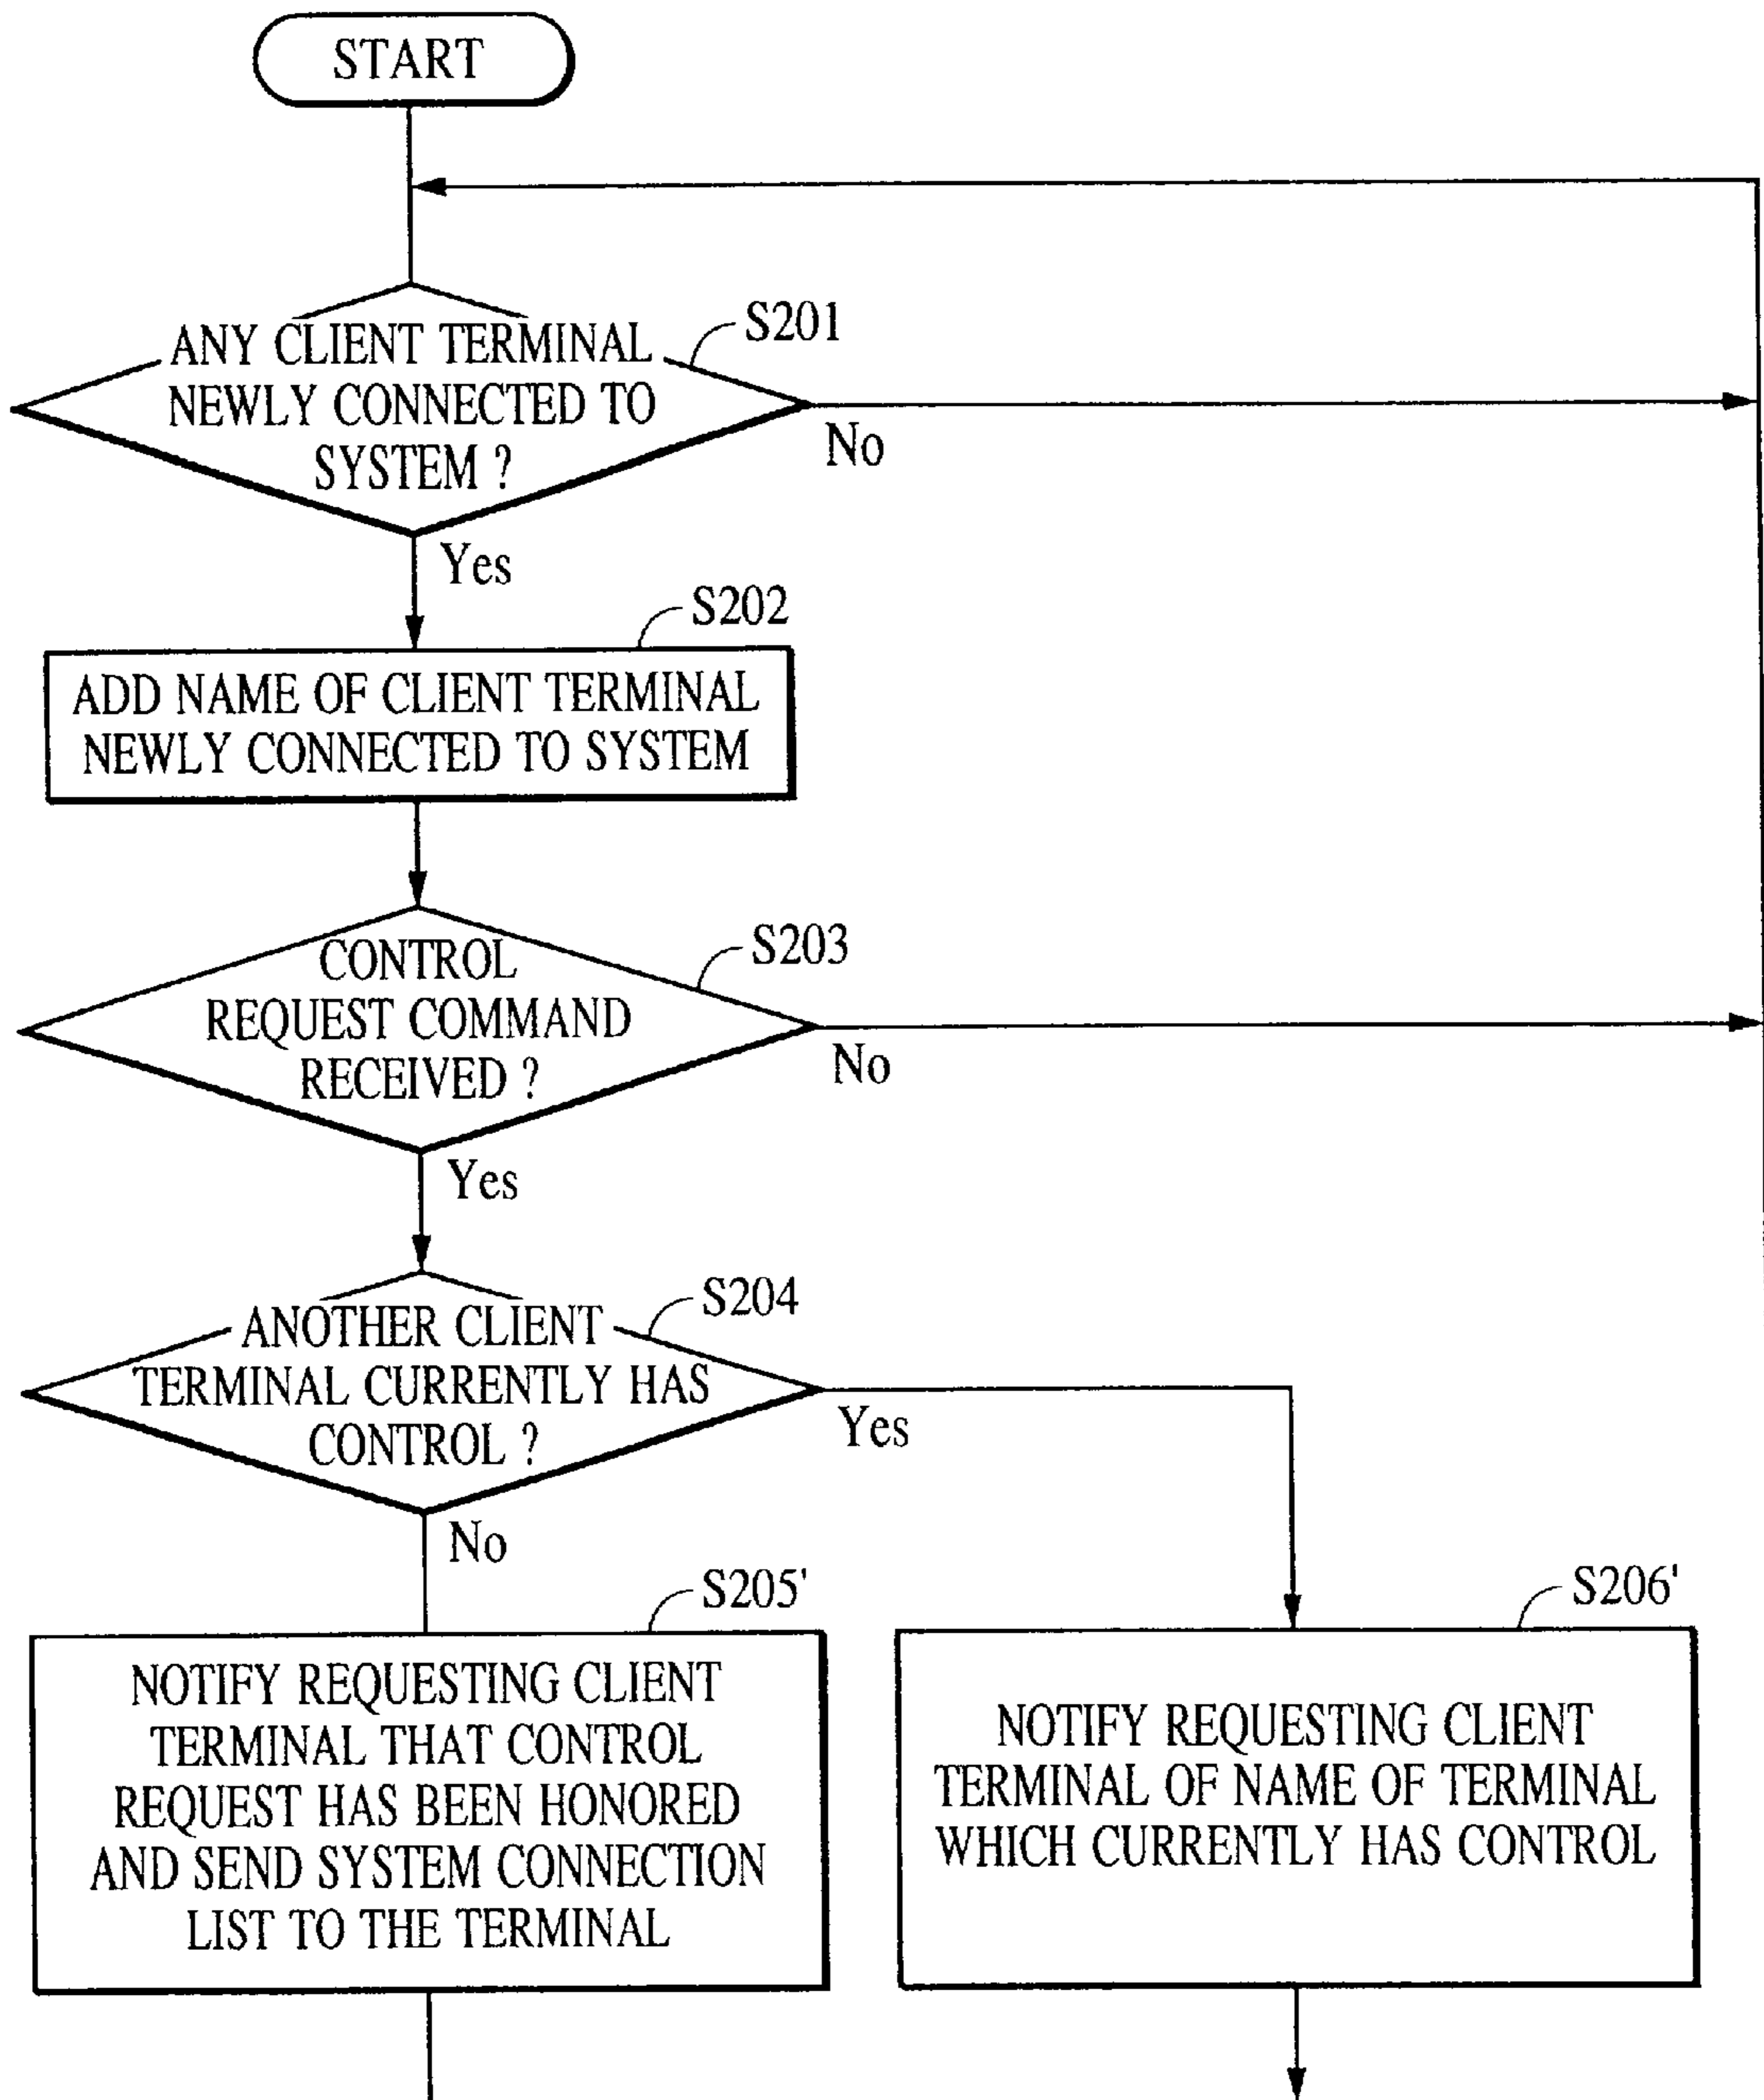 START
S201
ANY CLIENT TERMINAL
NEWLY CONNECTED TO
SYSTEM ?
No
Yes
S202
ADD NAME OF CLIENT TERMINAL
NEWLY CONNECTED TO SYSTEM
S203
CONTROL
REQUEST COMMAND
RECEIVED ?
No
Yes
S204
ANOTHER CLIENT
TERMINAL CURRENTLY HAS
CONTROL ?
Yes
No
S205'
NOTIFY REQUESTING CLIENT
TERMINAL THAT CONTROL
REQUEST HAS BEEN HONORED
AND SEND SYSTEM CONNECTION
LIST TO THE TERMINAL
S206'
NOTIFY REQUESTING CLIENT
TERMINAL OF NAME OF TERMINAL
WHICH CURRENTLY HAS CONTROL